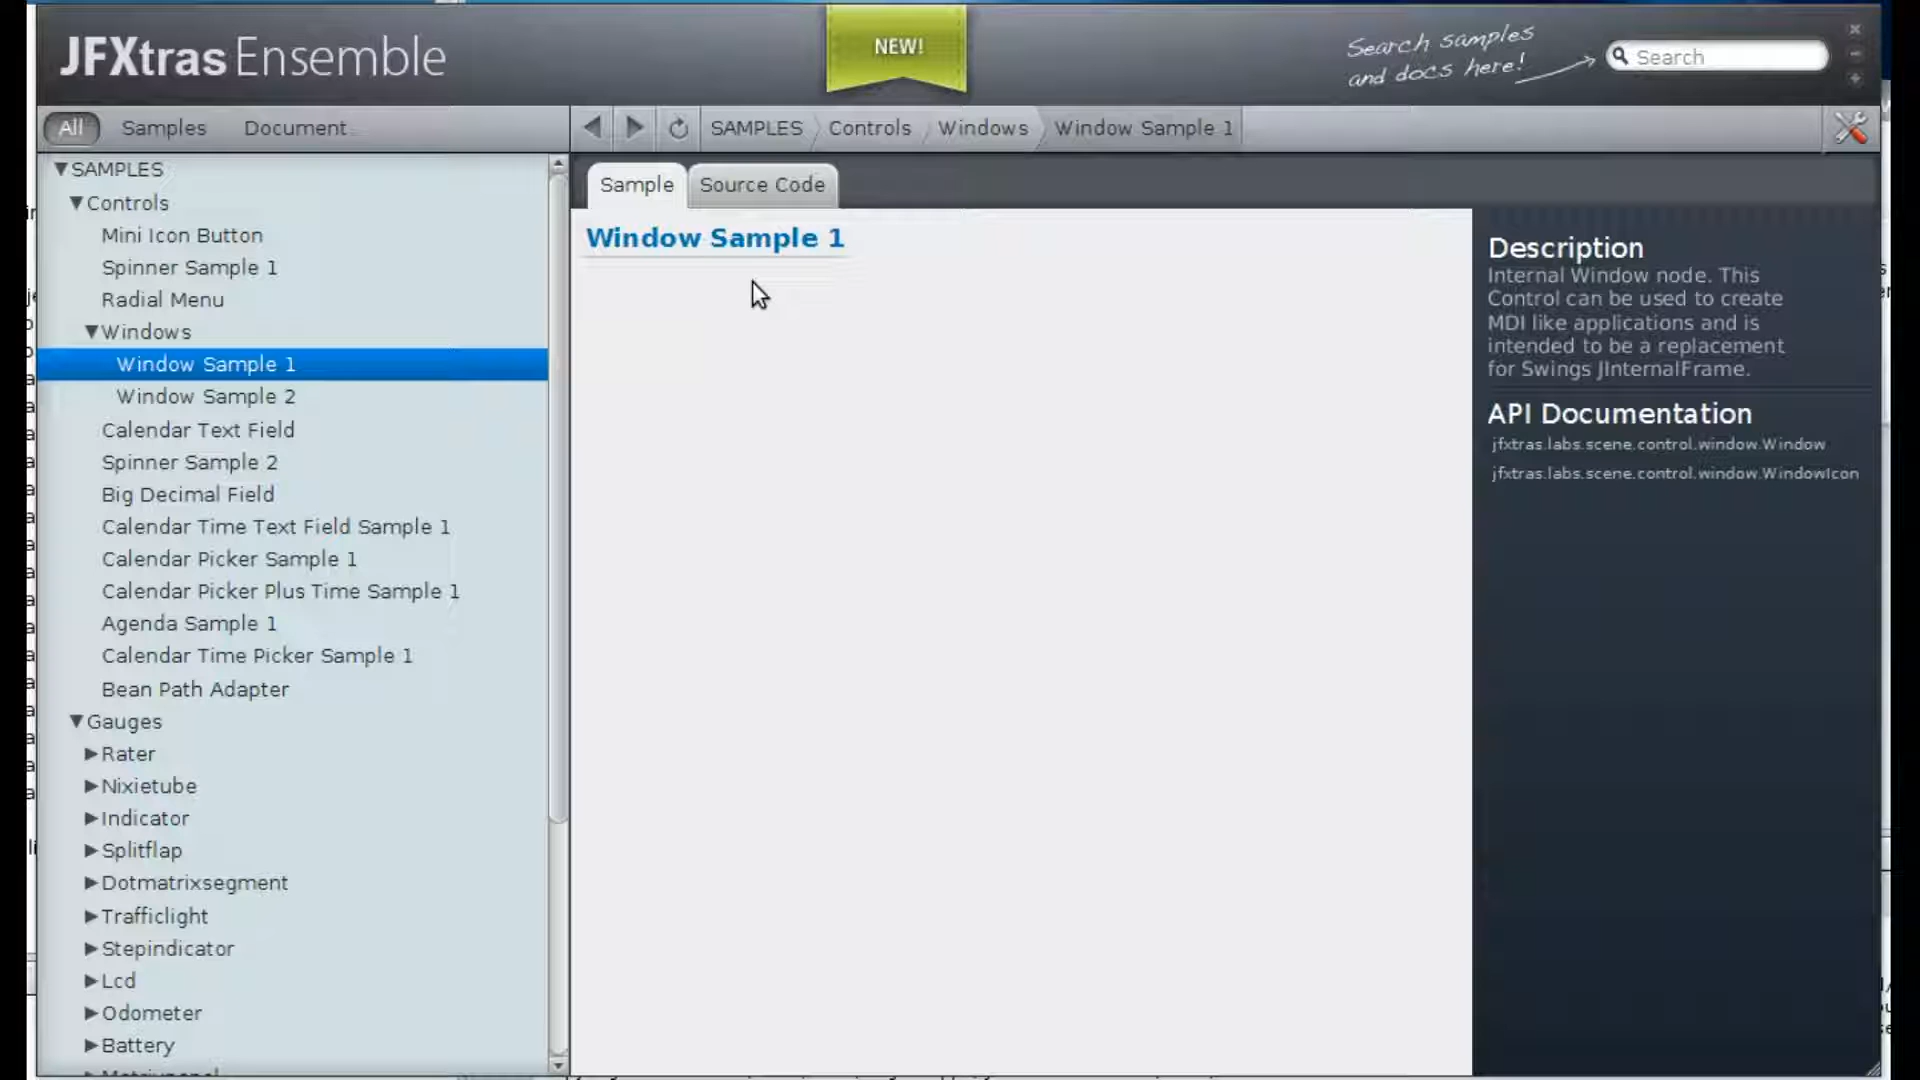 JFXtras Ensemble
NEW!
Search samples
and docs here!
Search
All
Samples
Document
SAMPLES
Controls
Windows
Window Sample 1
SAMPLES
Controls
Mini Icon Button
Spinner Sample 1
Radial Menu
Windows
Window Sample 1
Window Sample 2
Calendar Text Field
Spinner Sample 2
Big Decimal Field
Calendar Time Text Field Sample 1
Calendar Picker Sample 1
Calendar Picker Plus Time Sample 1
Agenda Sample 1
Calendar Time Picker Sample 1
Bean Path Adapter
Gauges
Rater
Nixietube
Indicator
Splitflap
Dotmatrixsegment
Trafficlight
Stepindicator
Lcd
Odometer
Battery
Sample
Source Code
Window Sample 1
Description
Internal Window node. This
Control can be used to create
MDI like applications and is
intended to be a replacement
for Swings JInternalFrame.
API Documentation
jfxtras.labs.scene.control.window.Window
jfxtras.labs.scene.control.window.WindowIcon